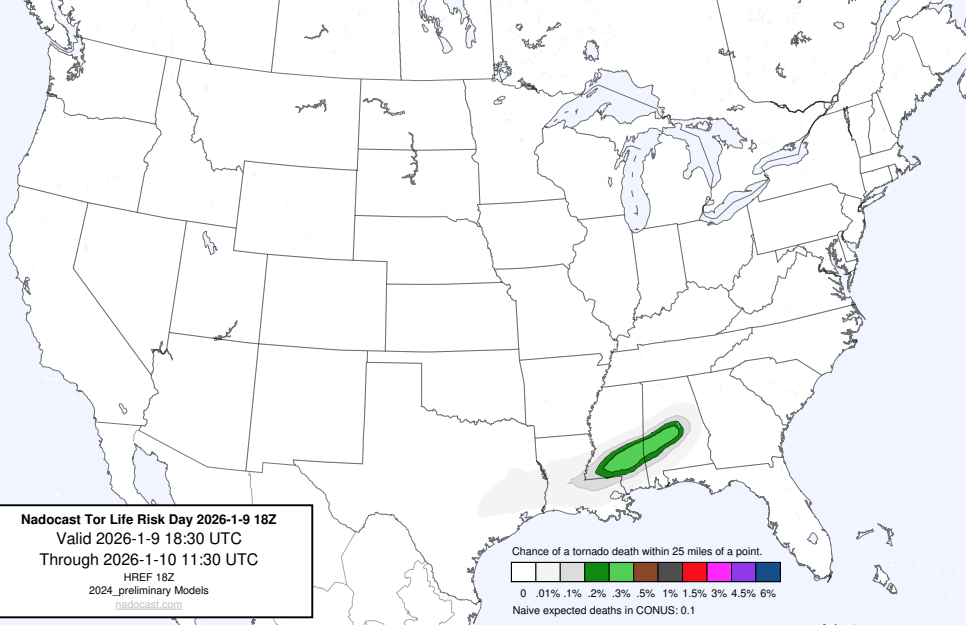 Nadocast Tor Life Risk Day 2026-1-9 18Z
Valid 2026-1-9 18:30 UTC
Through 2026-1-10 11:30 UTC
HREF 18Z
2024_preliminary Models
nadocast.com
Chance of a tornado death within 25 miles of a point.
0 .01% .1% .2% .3% .5% 1% 1.5% 3% 4.5% 6%
Naive expected deaths in CONUS: 0.1